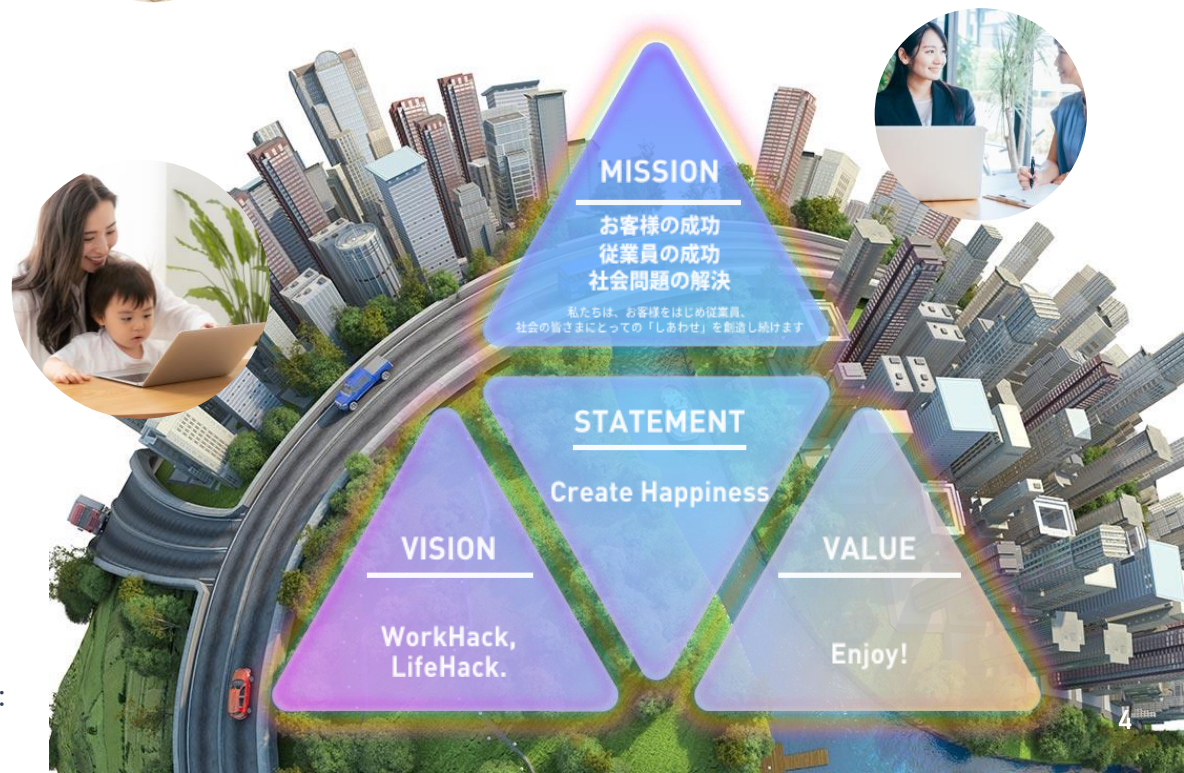 MISSION
お客様の成功
従業員の成功
社会問題の解決
私たちは、お客様をはじめ従業員、
社会の皆さまにとっての「しあわせ」を創造し続けます
STATEMENT
Create Happiness
VISION
WorkHack,
LifeHack.
VALUE
Enjoy!
:
4